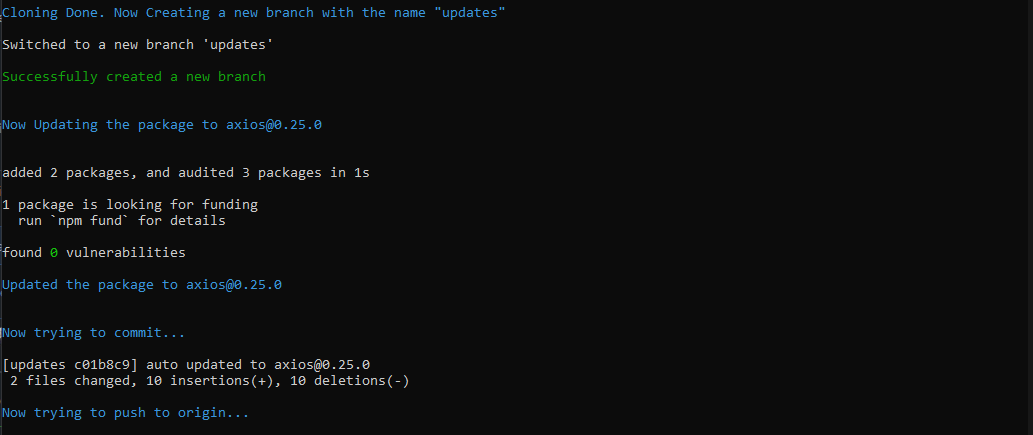 Cloning Done. Now Creating a new branch with the name "updates"
Switched to a new branch 'updates'
Successfully created a new branch
Now Updating the package to axios@0.25.0
added 2 packages, and audited 3 packages in 1s
1 package is looking for funding
run `npm fund` for details
found 0 vulnerabilities
Updated the package to axios@0.25.0
Now trying to commit...
[updates c01b8c9] auto updated to axios@0.25.0
2 files changed, 10 insertions(+), 10 deletions(-)
Now trying to push to origin...